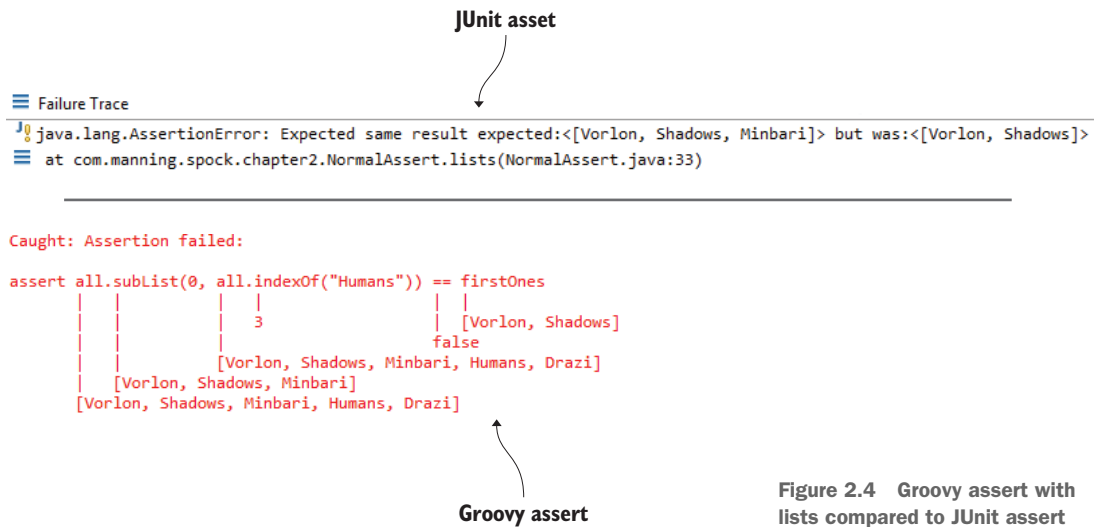 JUnit asset
Failure Trace
java.lang.AssertionError: Expected same result expected:<[Vorlon, Shadows, Minbari]> but was:<[Vorlon, Shadows]>
at com.manning.spock.chapter2.NormalAssert.lists(NormalAssert.java:33)
Caught: Assertion failed:
assert all.subList(0, all.indexOf("Humans")) == firstOnes
       |   |          |   |                 |  |
       |   |          |   3                 |  [Vorlon, Shadows]
       |   |          |                     false
       |   |          [Vorlon, Shadows, Minbari, Humans, Drazi]
       |   [Vorlon, Shadows, Minbari]
       [Vorlon, Shadows, Minbari, Humans, Drazi]
Groovy assert
Figure 2.4 Groovy assert with
lists compared to JUnit assert